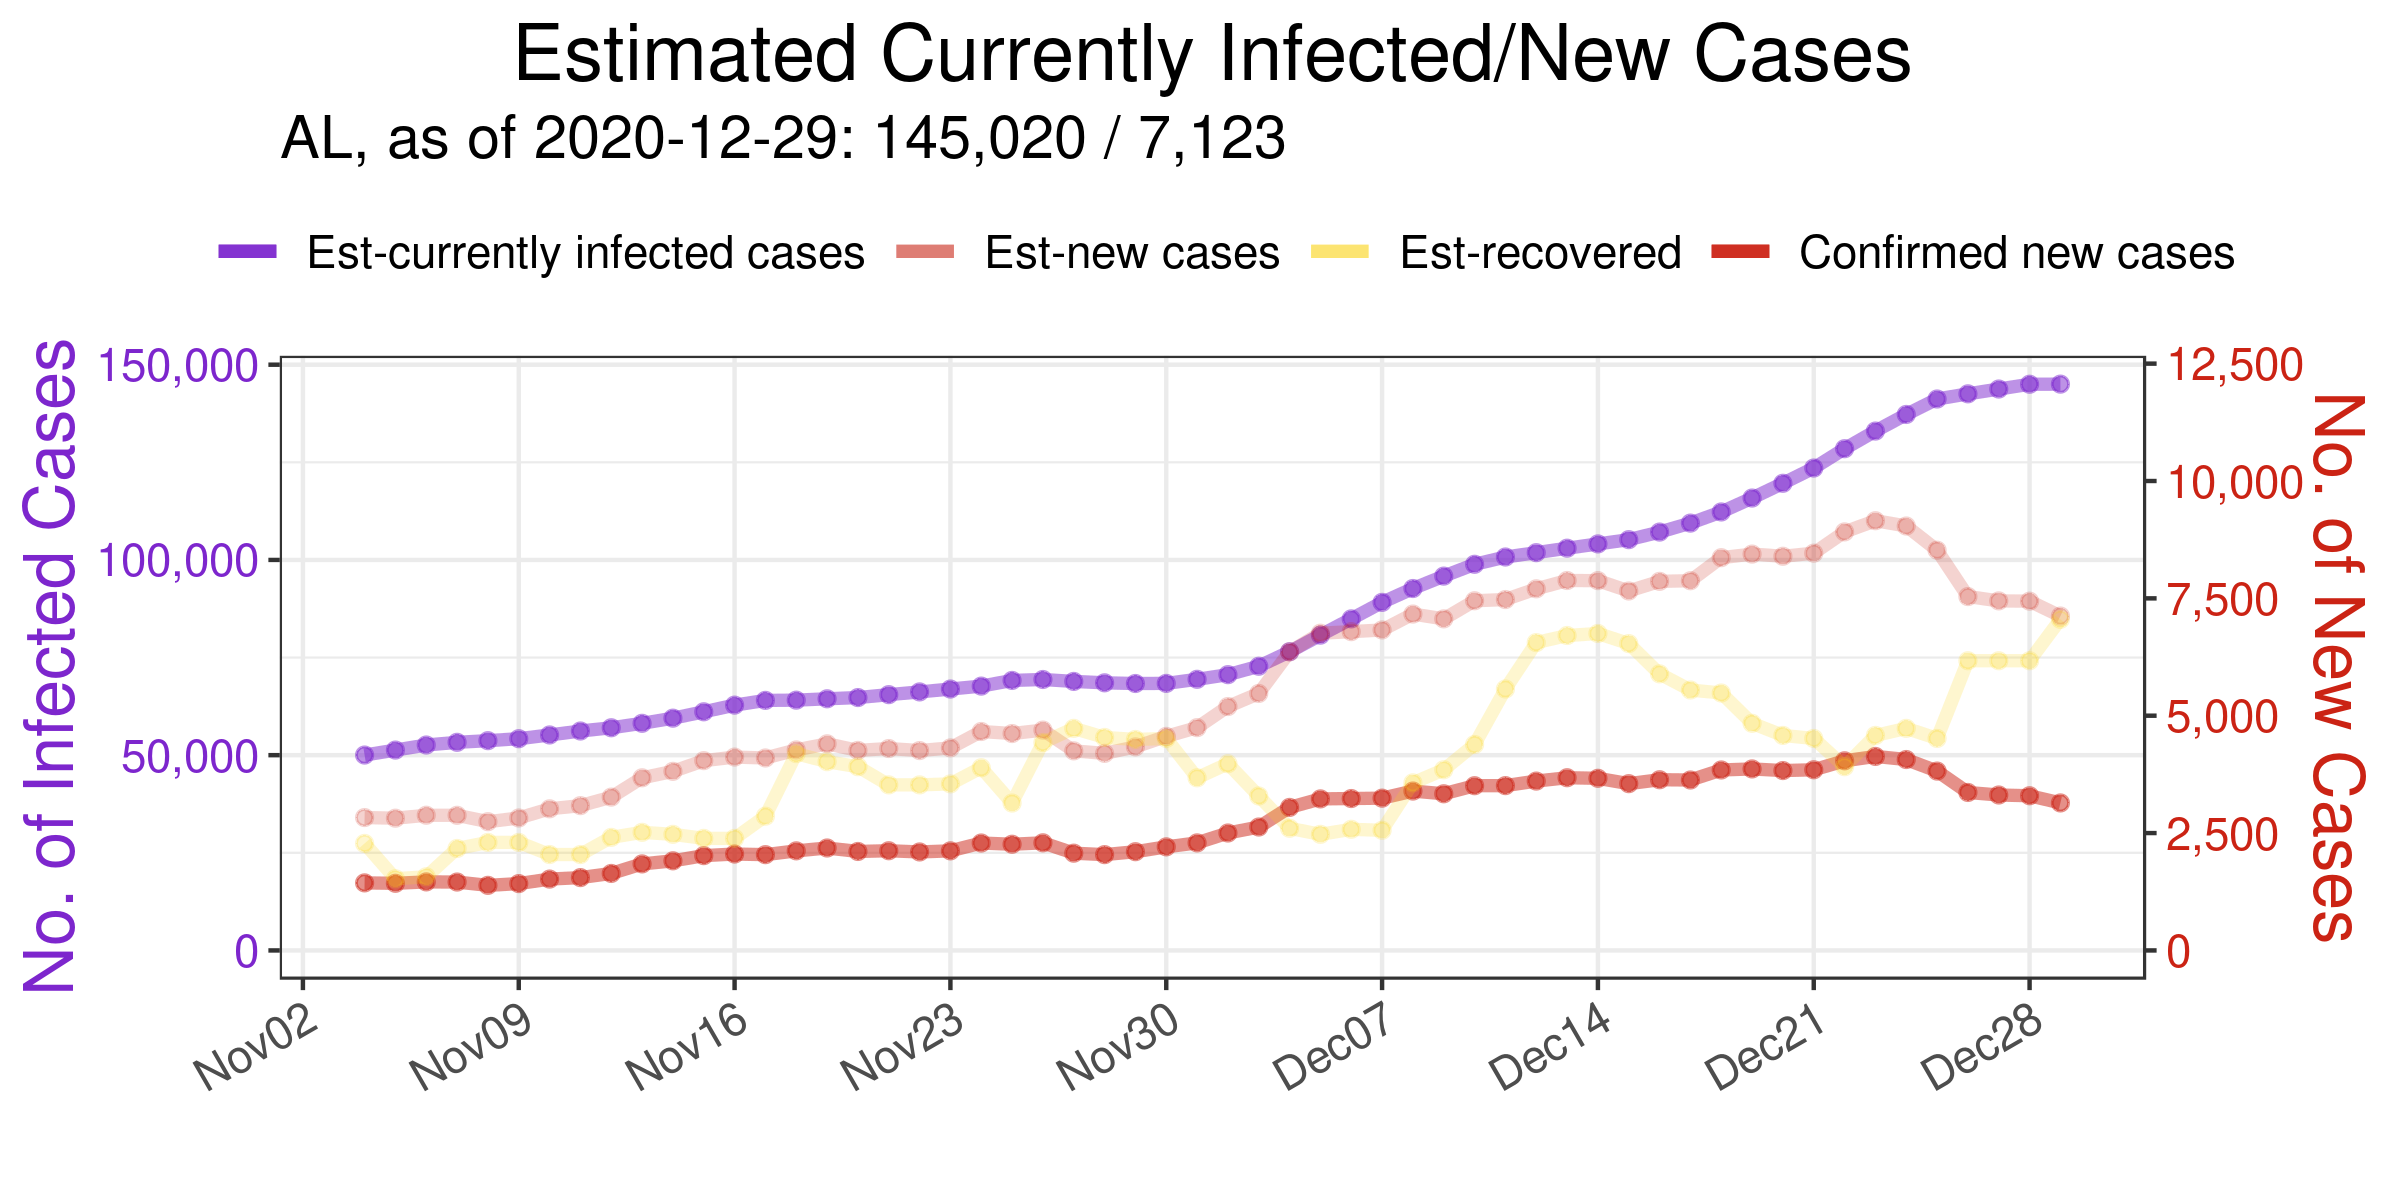 Estimated Currently Infected/New Cases
AL, as of 2020-12-29: 145,020 / 7,123
Est-currently infected cases Est-new cases Est-recovered Confirmed new cases
No. of Infected Cases
150,000
100,000
50,000
0
12,500
10,000
7,500
5,000
2,500
0
No. of New Cases
Nov02 Nov09 Nov16 Nov23 Nov30 Dec07 Dec14 Dec21 Dec28